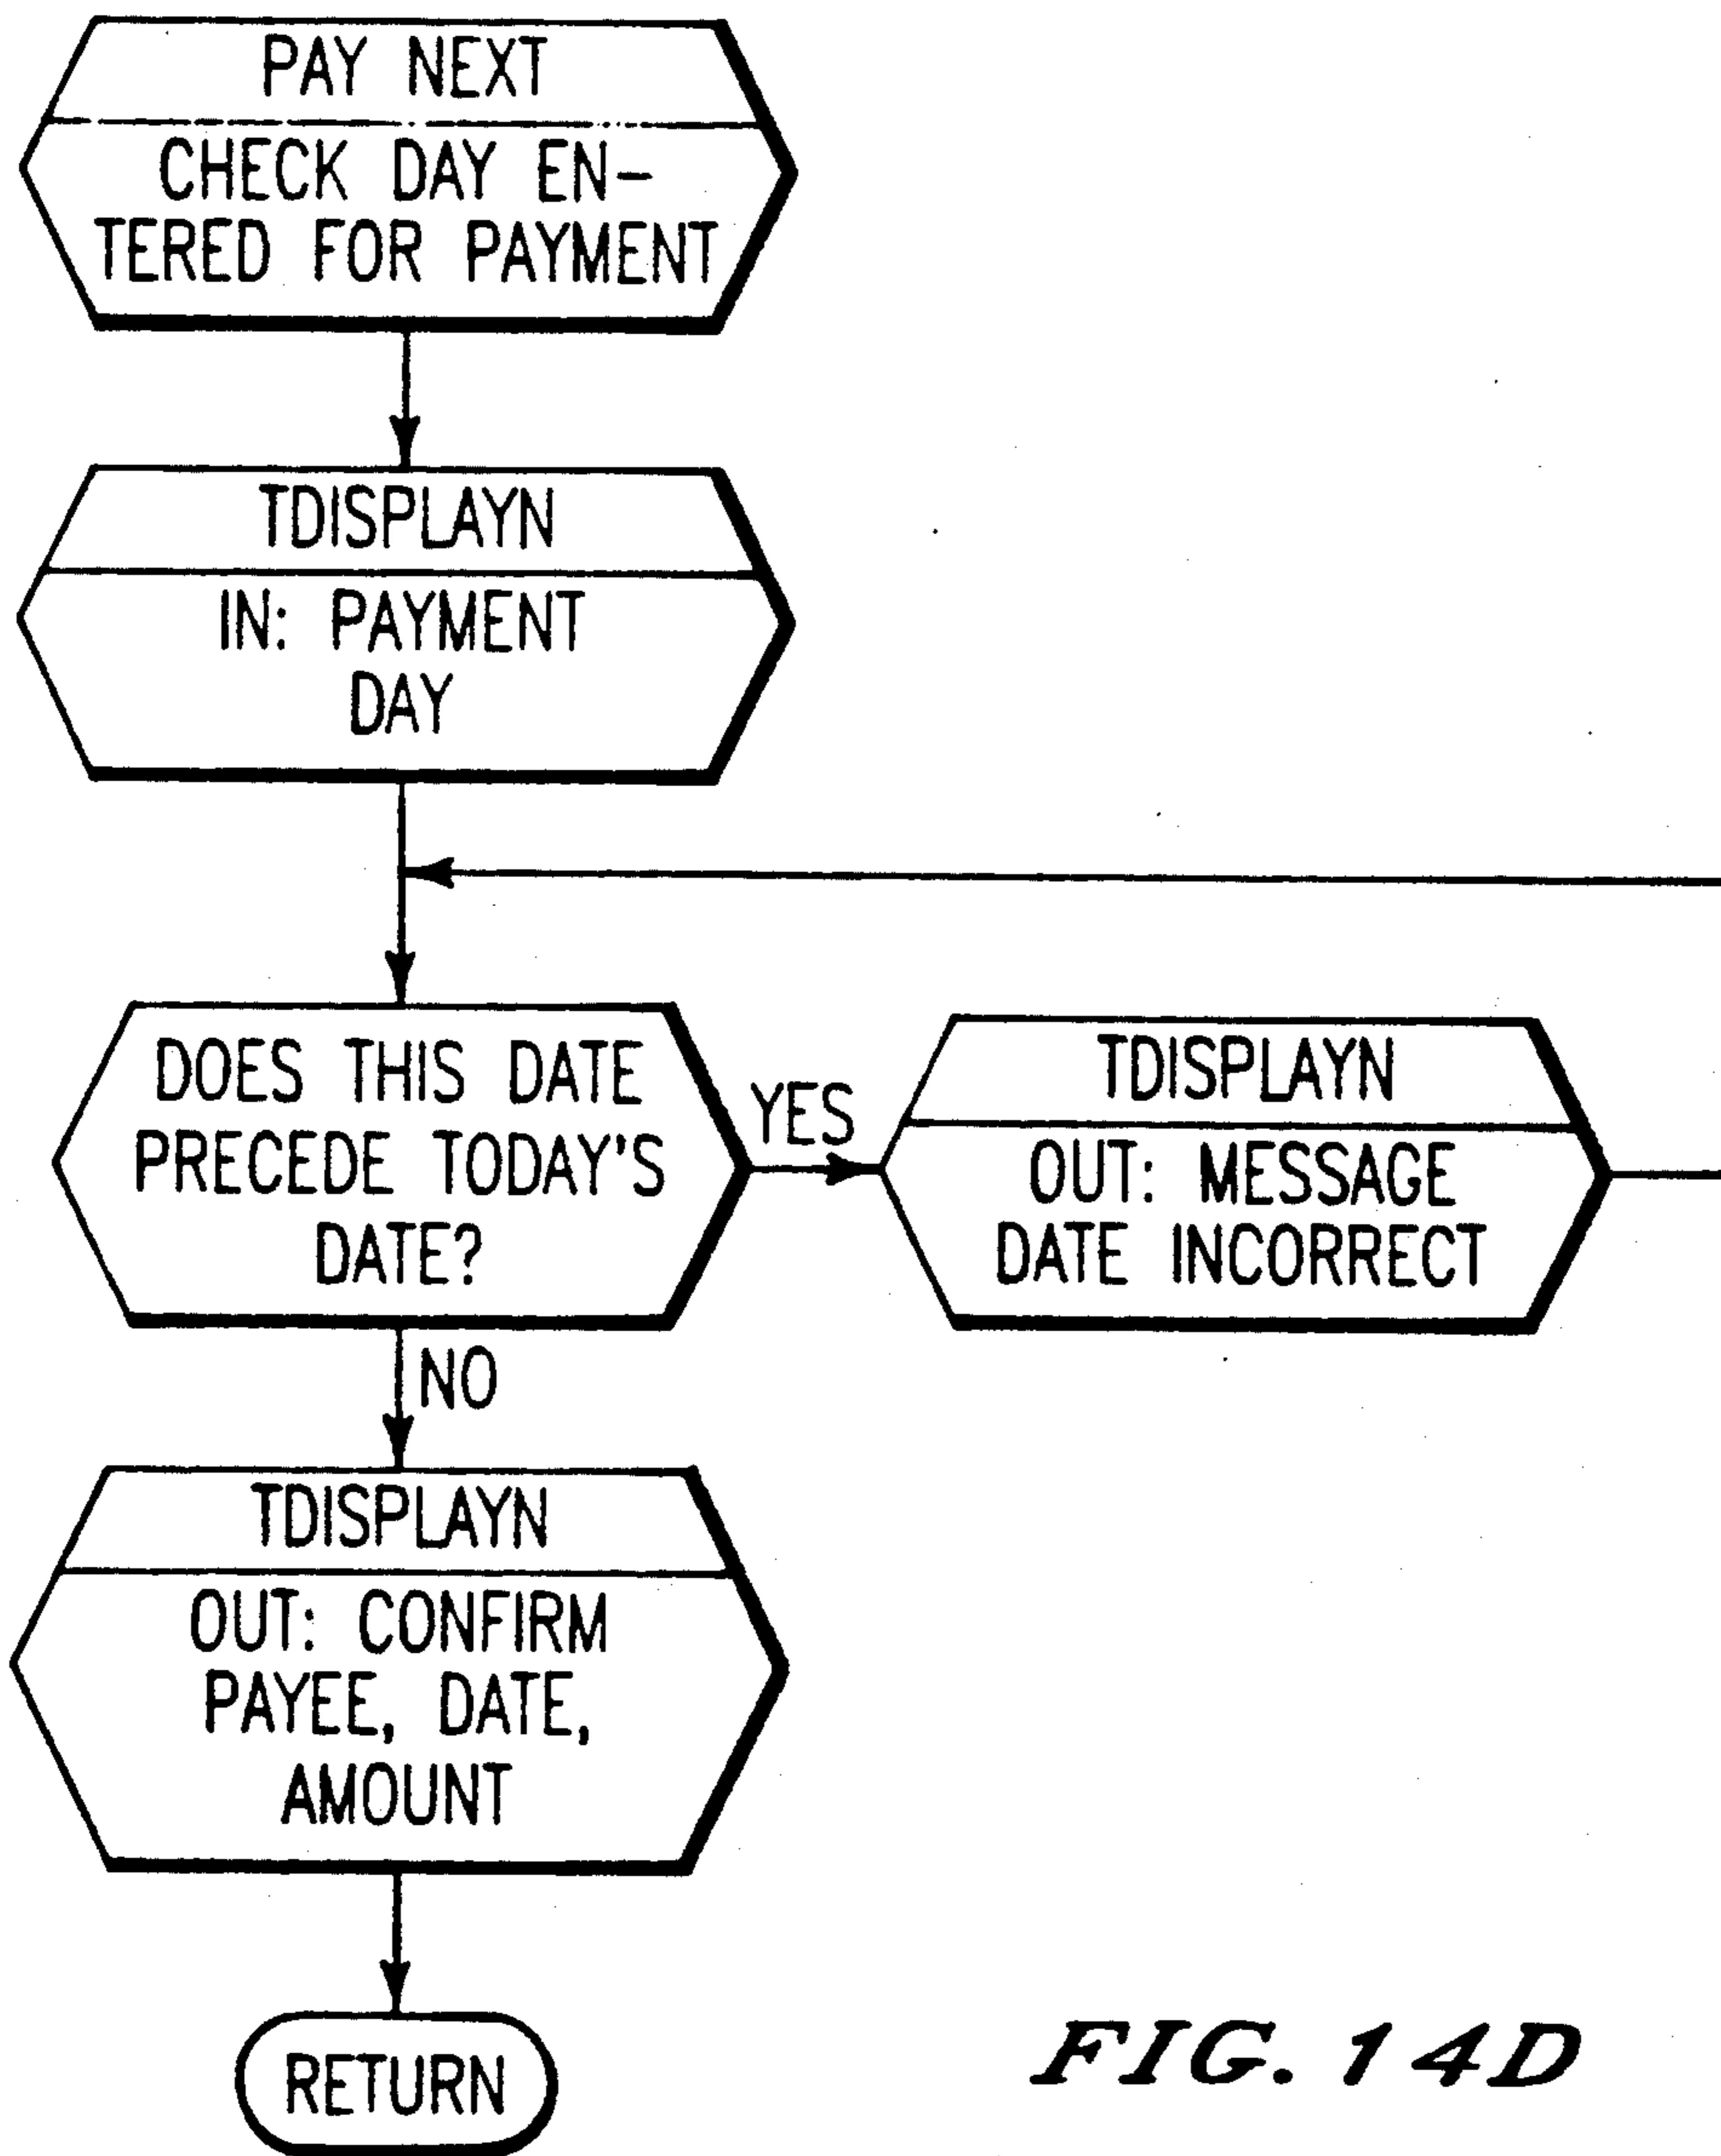 PAY NEXT
CHECK DAY EN-
TERED FOR PAYMENT
TDISPLAYN
IN: PAYMENT
DAY
DOES THIS DATE
PRECEDE TODAY'S
DATE?
YES
TDISPLAYN
OUT: MESSAGE
DATE INCORRECT
NO
TDISPLAYN
OUT: CONFIRM
PAYEE, DATE,
AMOUNT
RETURN
FIG. 14D